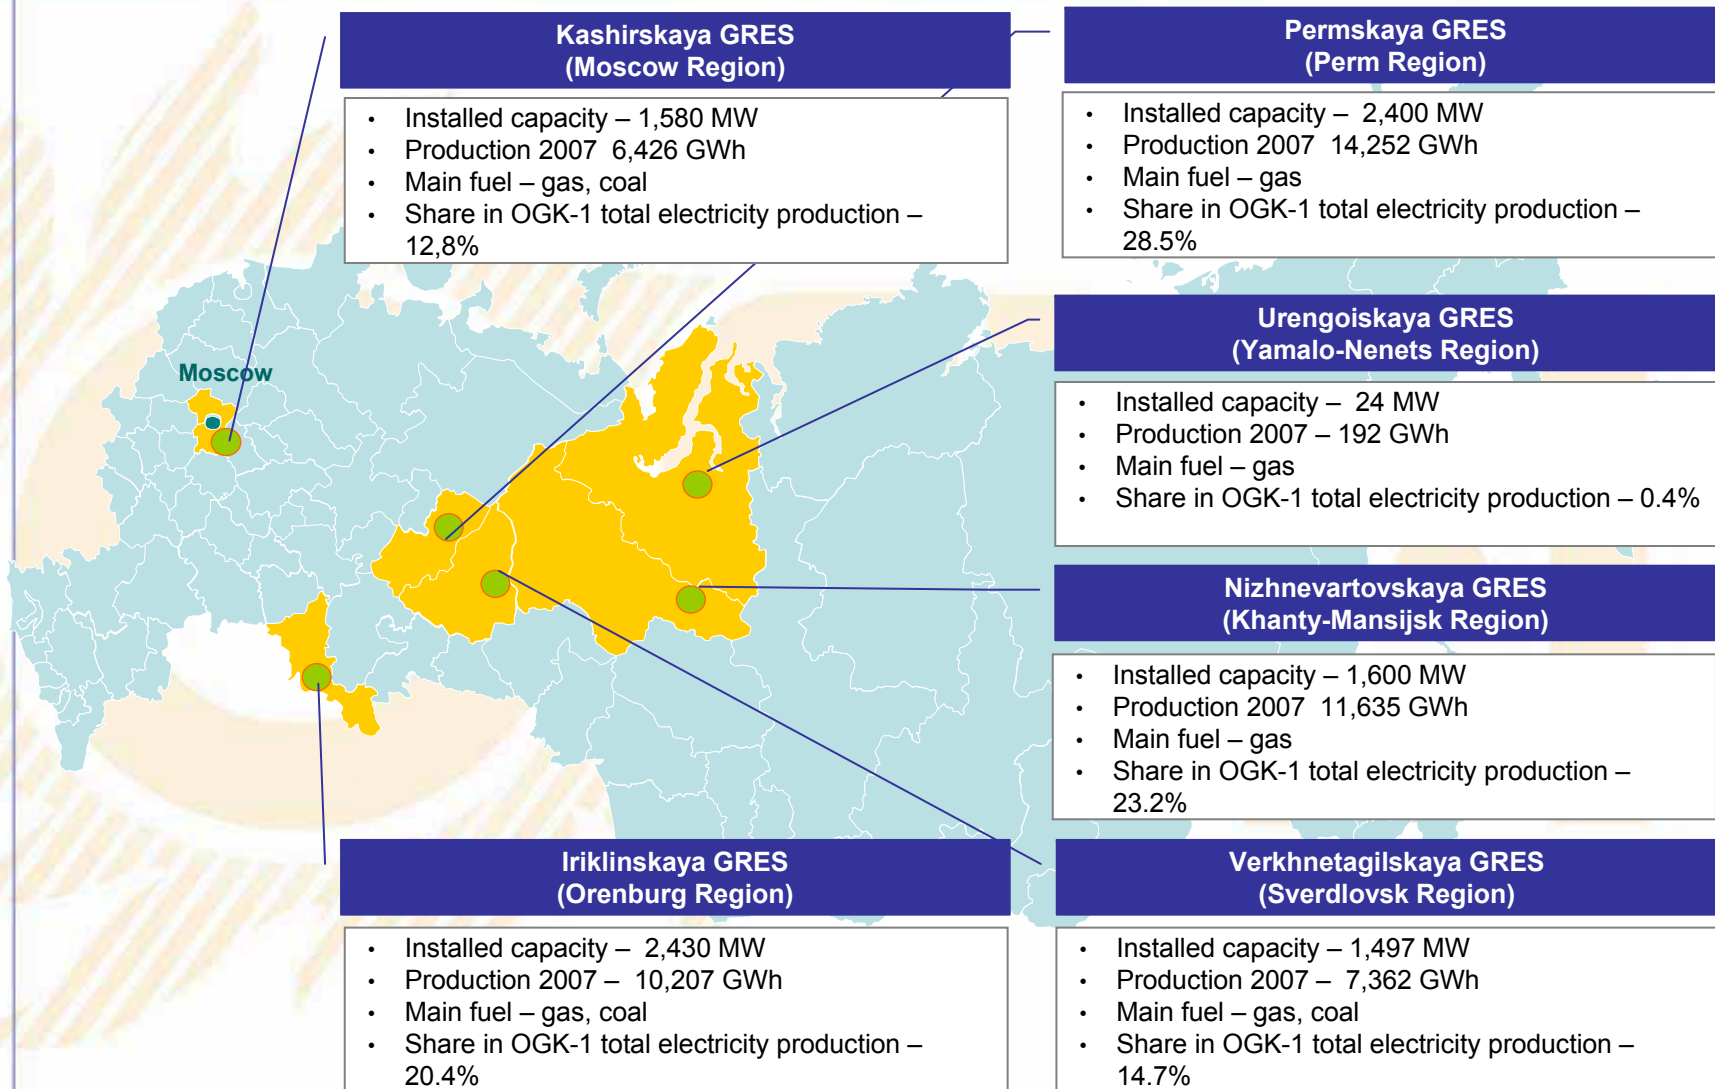 Kashirskaya GRES
(Moscow Region)
• Installed capacity – 1,580 MW
• Production 2007  6,426 GWh
• Main fuel – gas, coal
• Share in OGK-1 total electricity production –
12,8%
Permskaya GRES
(Perm Region)
• Installed capacity –  2,400 MW
• Production 2007  14,252 GWh
• Main fuel – gas
• Share in OGK-1 total electricity production –
28.5%
Moscow
Urengoiskaya GRES
(Yamalo-Nenets Region)
• Installed capacity –  24 MW
• Production 2007 – 192 GWh
• Main fuel – gas
• Share in OGK-1 total electricity production – 0.4%
Nizhnevartovskaya GRES
(Khanty-Mansijsk Region)
• Installed capacity – 1,600 MW
• Production 2007  11,635 GWh
• Main fuel – gas
• Share in OGK-1 total electricity production –
23.2%
Iriklinskaya GRES
(Orenburg Region)
• Installed capacity –  2,430 MW
• Production 2007 –  10,207 GWh
• Main fuel – gas, coal
• Share in OGK-1 total electricity production –
20.4%
Verkhnetagilskaya GRES
(Sverdlovsk Region)
• Installed capacity – 1,497 MW
• Production 2007 –  7,362 GWh
• Main fuel – gas, coal
• Share in OGK-1 total electricity production –
14.7%